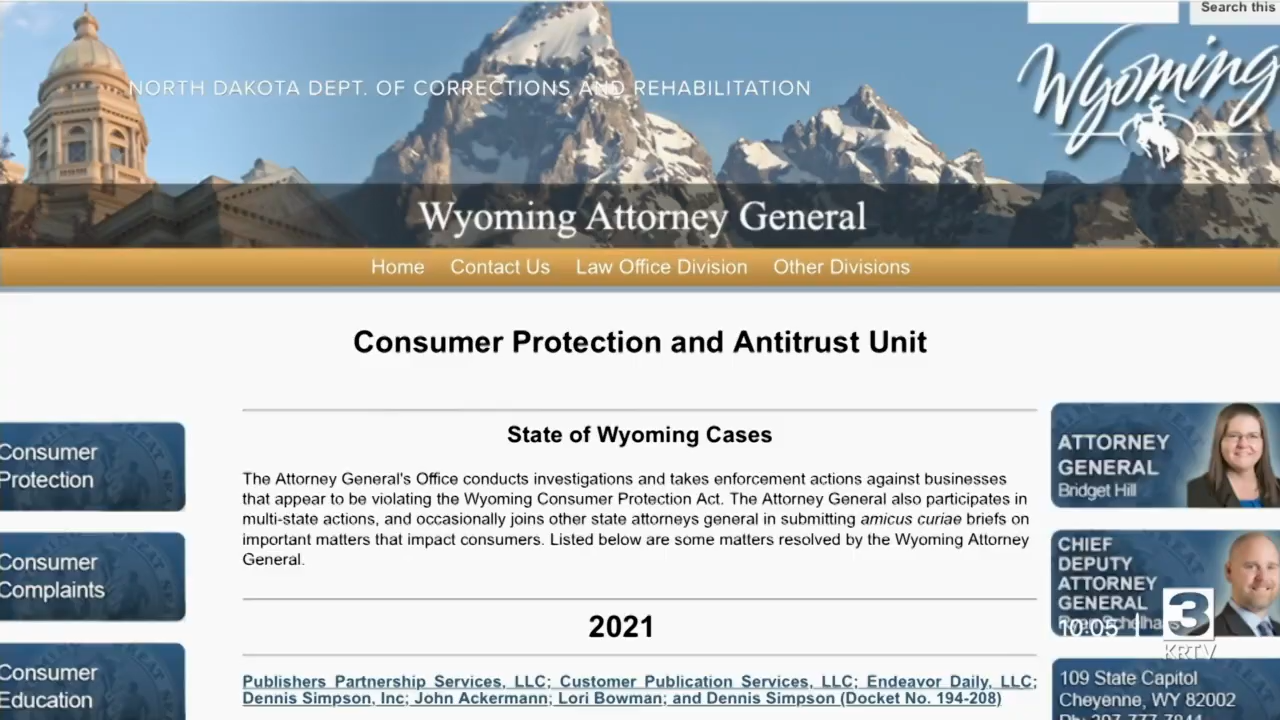 Search this
Wyoming
NORTH DAKOTA DEPT. OF CORRECTIONS AND REHABILITATION
Wyoming Attorney General
Home Contact Us Law Office Division Other Divisions
Consumer Protection and Antitrust Unit
State of Wyoming Cases
The Attorney General's Office conducts investigations and takes enforcement actions against businesses
that appear to be violating the Wyoming Consumer Protection Act. The Attorney General also participates in
multi-state actions, and occasionally joins other state attorneys general in submitting amicus curiae briefs on
important matters that impact consumers. Listed below are some matters resolved by the Wyoming Attorney
General.
2021
Publishers Partnership Services, LLC; Customer Publication Services, LLC; Endeavor Daily, LLC;
Dennis Simpson, Inc; John Ackermann; Lori Bowman; and Dennis Simpson (Docket No. 194-208)
Consumer
Protection
Consumer
Complaints
Consumer
Education
ATTORNEY
GENERAL
Bridget Hill
CHIEF
DEPUTY
ATTORNEY
GENERAL
Ryan Schelhaas
10:05
3
KRTV
109 State Capitol
Cheyenne, WY 82002